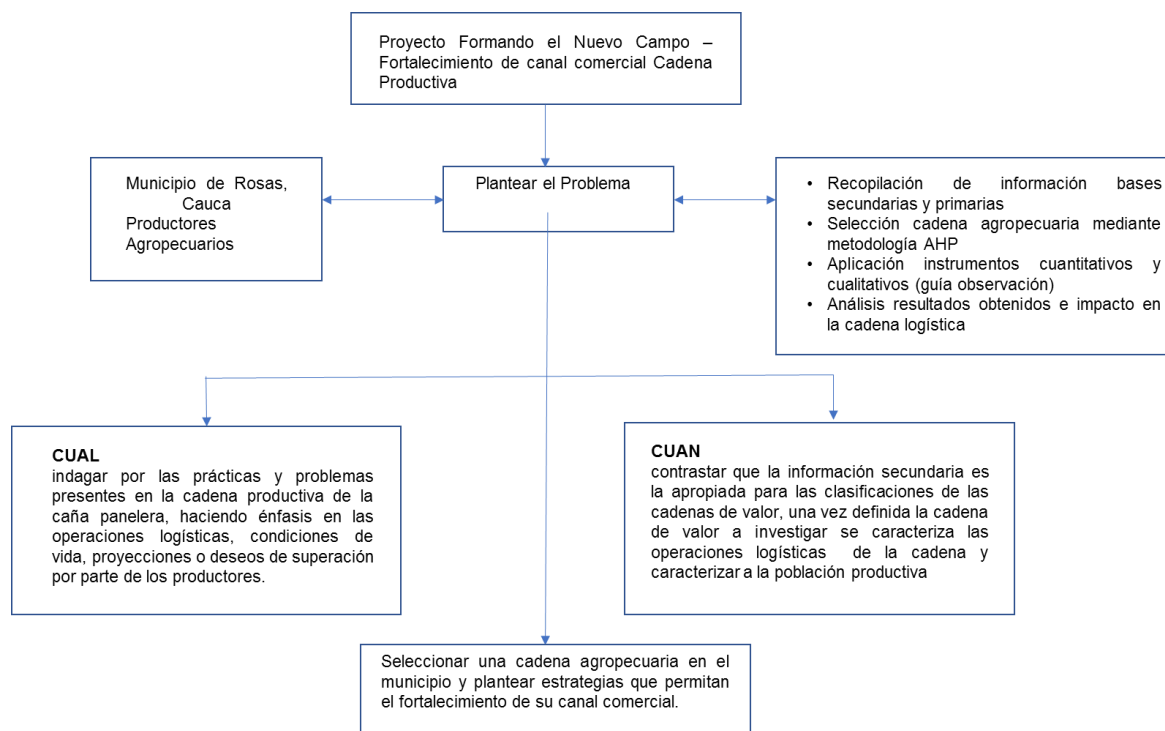 Proyecto Formando el Nuevo Campo –
Fortalecimiento de canal comercial Cadena
Productiva
Municipio de Rosas,
Cauca
Productores
Agropecuarios
Plantear el Problema
• Recopilación de información bases
secundarias y primarias
• Selección cadena agropecuaria mediante
metodología AHP
• Aplicación instrumentos cuantitativos y
cualitativos (guía observación)
• Análisis resultados obtenidos e impacto en
la cadena logística
CUAL
indagar por las prácticas y problemas
presentes en la cadena productiva de la
caña panelera, haciendo énfasis en las
operaciones logísticas, condiciones de
vida, proyecciones o deseos de superación
por parte de los productores.
CUAN
contrastar que la información secundaria es
la apropiada para las clasificaciones de las
cadenas de valor, una vez definida la cadena
de valor a investigar se caracteriza las
operaciones logísticas de la cadena y
caracterizar a la población productiva
Seleccionar una cadena agropecuaria en el
municipio y plantear estrategias que permitan
el fortalecimiento de su canal comercial.